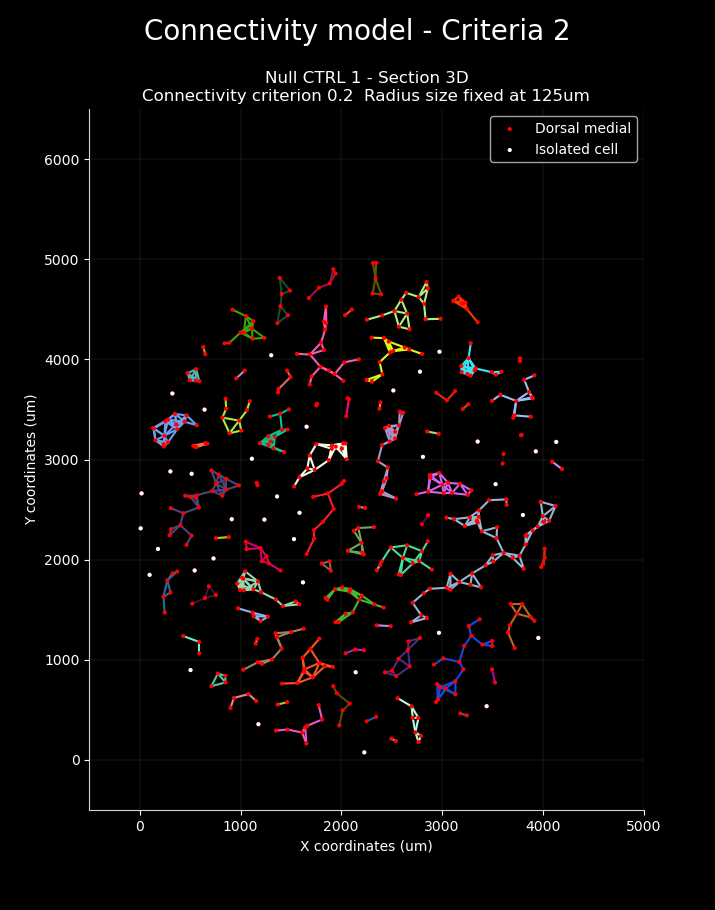 Connectivity model - Criteria 2
Null CTRL 1 - Section 3D
Connectivity criterion 0.2  Radius size fixed at 125um
Dorsal medial
Isolated cell
6000
5000
4000
3000
2000
1000
0
Y coordinates (um)
0 1000 2000 3000 4000 5000
X coordinates (um)